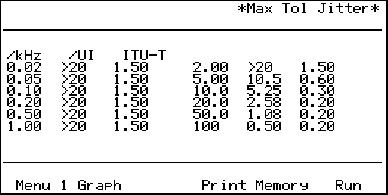 *Max Tol Jitter*
/kHz /UI ITU-T
0.02 >20 1.50 2.00 >20 1.50
0.05 >20 1.50 5.00 10.5 0.60
0.10 >20 1.50 10.0 5.25 0.30
0.20 >20 1.50 20.0 2.58 0.20
0.50 >20 1.50 50.0 1.08 0.20
1.00 >20 1.50 100 0.50 0.20
Menu 1 Graph Print Memory Run